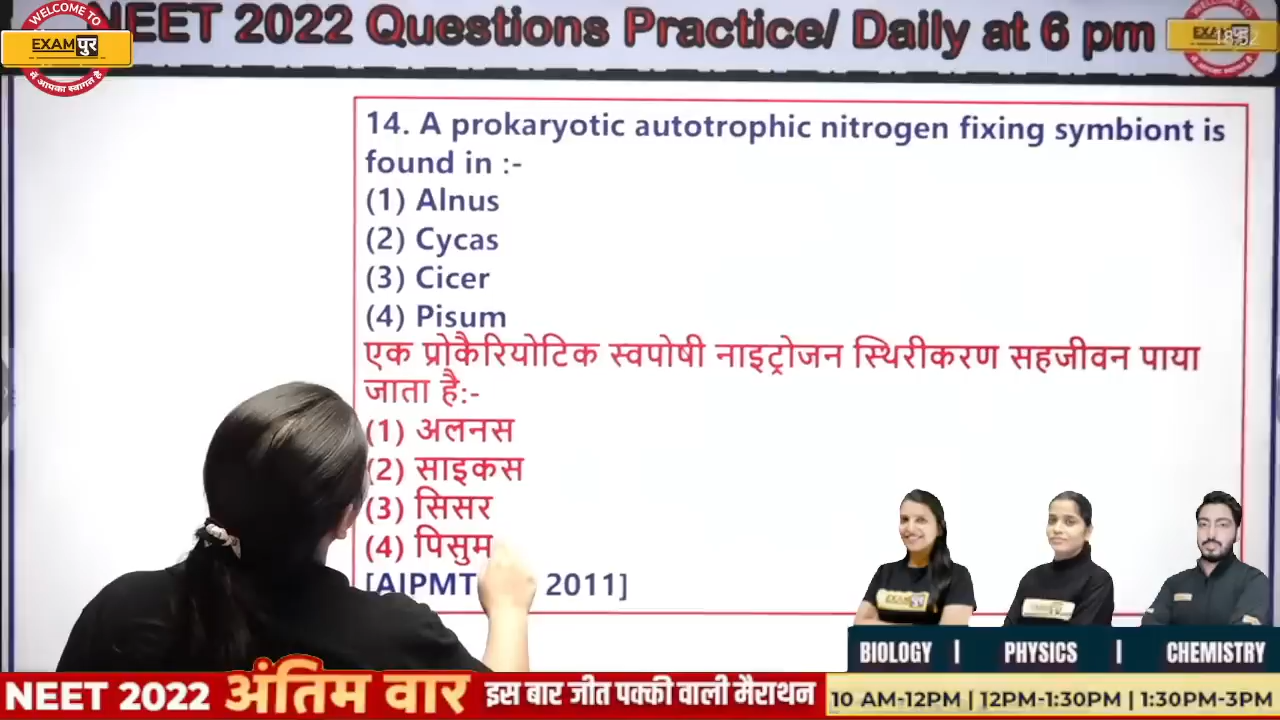 NEET 2022 Questions Practice/ Daily at 6 pm
WELCOME TO
EXAMपुर
में आपका स्वागत है
14. A prokaryotic autotrophic nitrogen fixing symbiont is
found in :-
(1) Alnus
(2) Cycas
(3) Cicer
(4) Pisum
एक प्रोकैरियोटिक स्वपोषी नाइट्रोजन स्थिरीकरण सहजीवन पाया
जाता है:-
(1) अलनस
(2) साइकस
(3) सिसर
(4) पिसुम
[AIPMT 2011]
BIOLOGY | PHYSICS | CHEMISTRY
NEET 2022 अंतिम वार इस बार जीत पक्की वाली मैराथन
10 AM-12PM | 12PM-1:30PM | 1:30PM-3PM